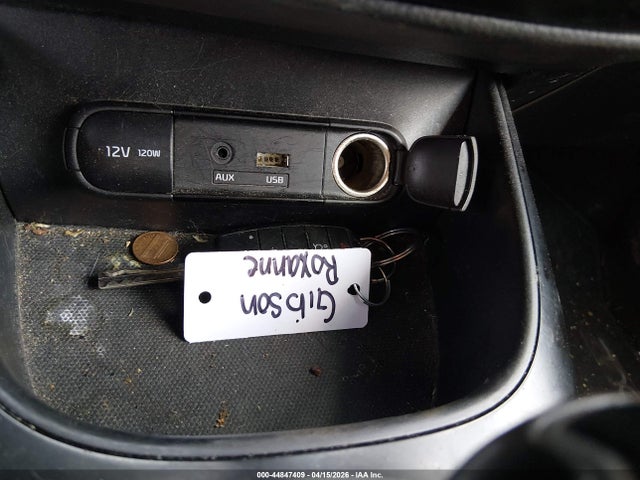 12V 120W
AUX USB
Gibson
Roxanne
000-44847409 - 04/15/2026 - IAA Inc.